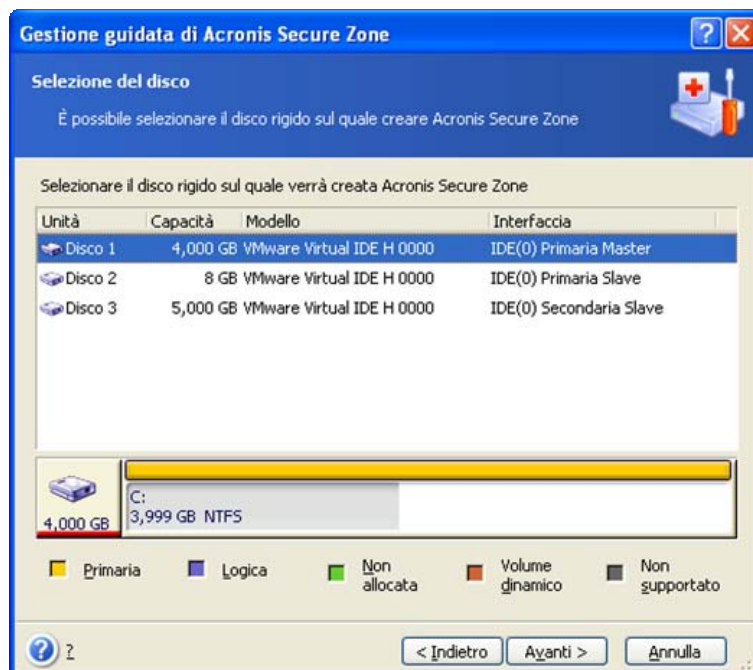 Gestione guidata di Acronis Secure Zone
Selezione del disco
È possibile selezionare il disco rigido sul quale creare Acronis Secure Zone
Selezionare il disco rigido sul quale verrà creata Acronis Secure Zone
Unità Capacità Modello Interfaccia
Disco 1 4,000 GB VMware Virtual IDE H 0000 IDE(0) Primaria Master
Disco 2 8 GB VMware Virtual IDE H 0000 IDE(0) Primaria Slave
Disco 3 5,000 GB VMware Virtual IDE H 0000 IDE(0) Secondaria Slave
C:
4,000 GB 3,999 GB NTFS
Primaria Logica Non allocata Volume dinamico Non supportato
? < Indietro Avanti > Annulla